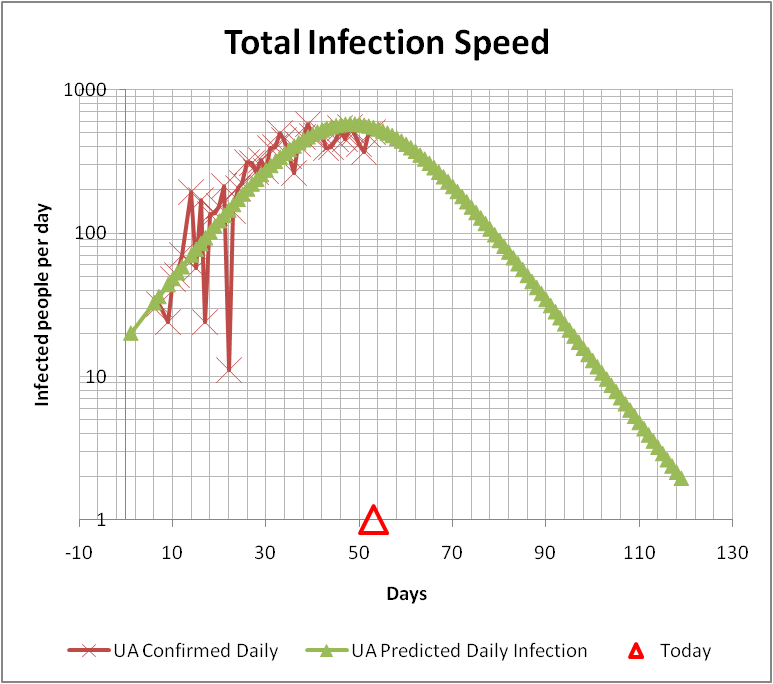 Total Infection Speed
1000
100
10
1
Infected people per day
-10 10 30 50 70 90 110 130
Days
UA Confirmed Daily UA Predicted Daily Infection Today